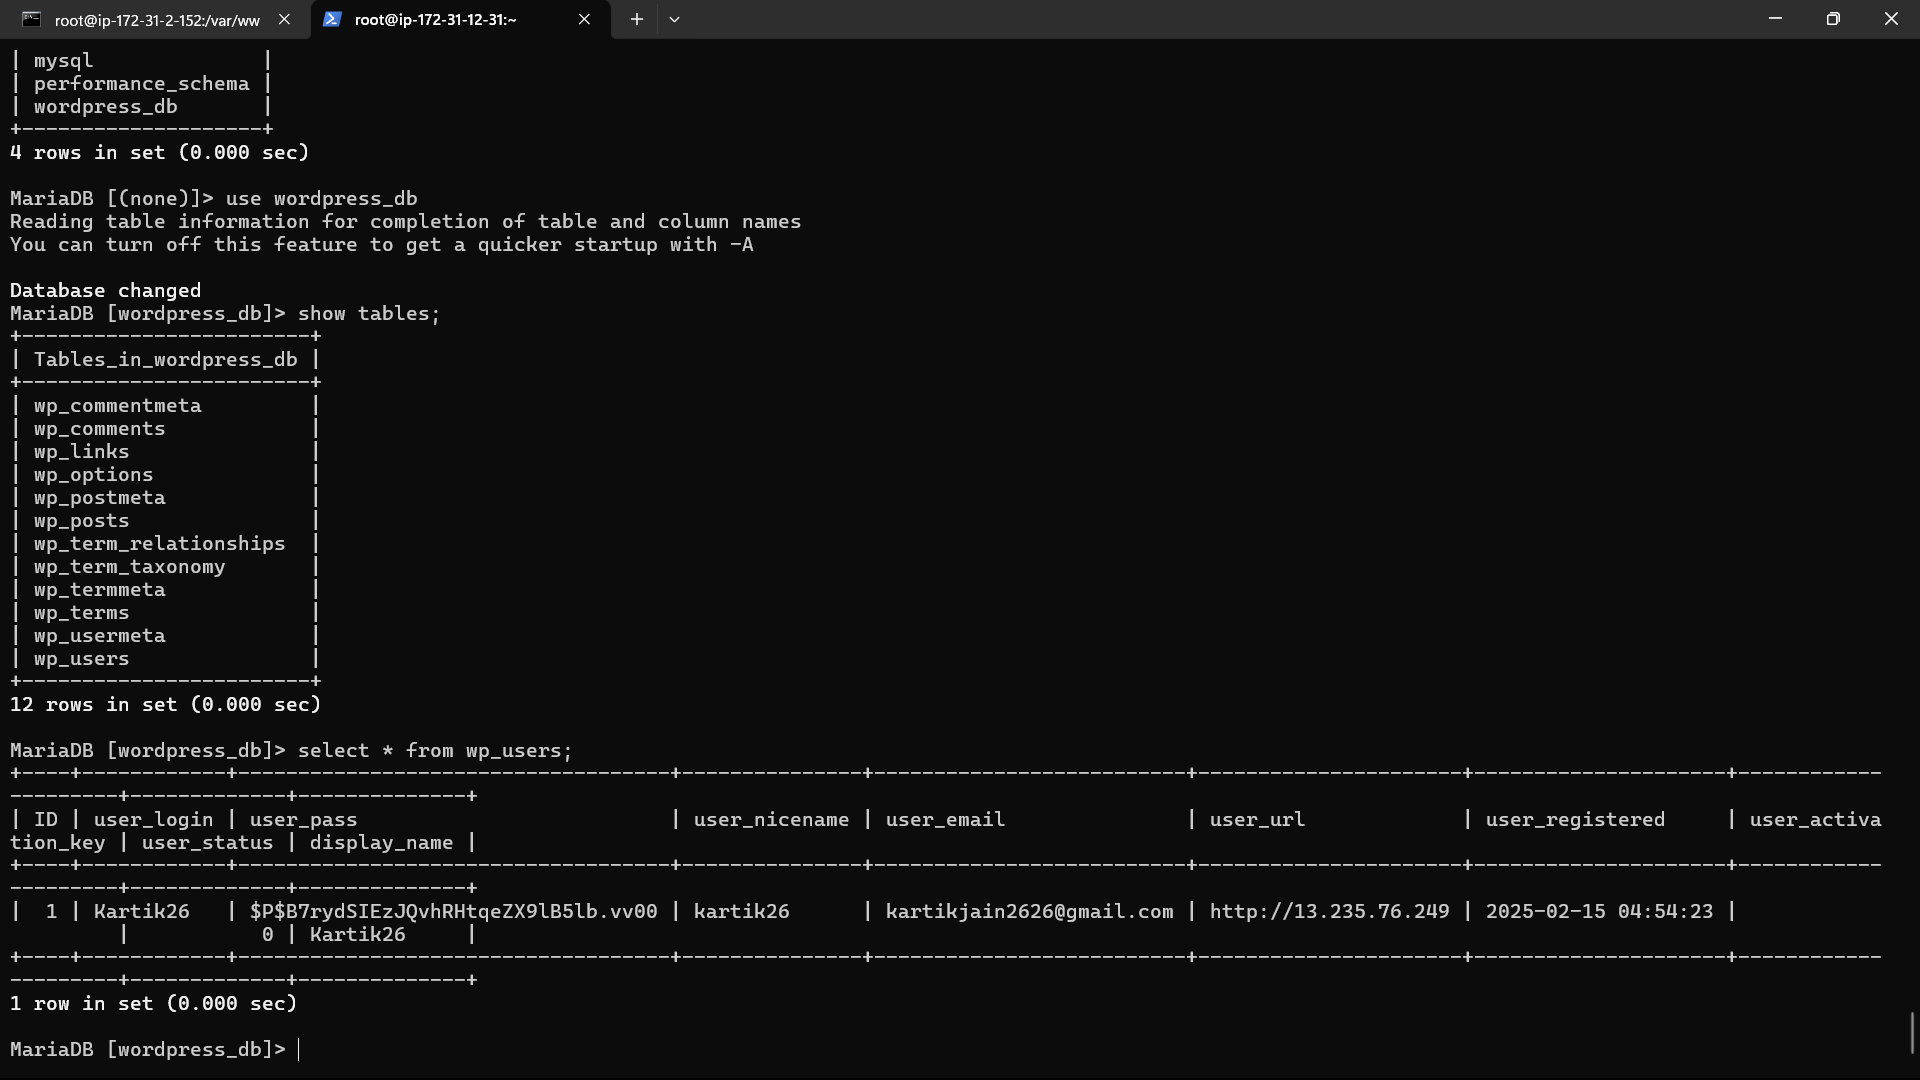 root@ip-172-31-2-152:/var/ww
root@ip-172-31-12-31:~
| mysql              |
| performance_schema |
| wordpress_db       |
+--------------------+
4 rows in set (0.000 sec)
MariaDB [(none)]> use wordpress_db
Reading table information for completion of table and column names
You can turn off this feature to get a quicker startup with -A
Database changed
MariaDB [wordpress_db]> show tables;
+------------------------+
| Tables_in_wordpress_db |
+------------------------+
| wp_commentmeta         |
| wp_comments            |
| wp_links               |
| wp_options             |
| wp_postmeta            |
| wp_posts               |
| wp_term_relationships  |
| wp_term_taxonomy       |
| wp_termmeta            |
| wp_terms               |
| wp_usermeta            |
| wp_users               |
+------------------------+
12 rows in set (0.000 sec)
MariaDB [wordpress_db]> select * from wp_users;
+----+------------+------------------------------------+---------------+--------------------------+----------------------+---------------------+------------
---------+-------------+--------------+
| ID | user_login | user_pass                          | user_nicename | user_email               | user_url             | user_registered     | user_activa
tion_key | user_status | display_name |
+----+------------+------------------------------------+---------------+--------------------------+----------------------+---------------------+------------
---------+-------------+--------------+
|  1 | Kartik26   | $P$B7rydSIEzJQvhRHtqeZX9lB5lb.vv00 | kartik26      | kartikjain2626@gmail.com | http://13.235.76.249 | 2025-02-15 04:54:23 |
         |           0 | Kartik26     |
+----+------------+------------------------------------+---------------+--------------------------+----------------------+---------------------+------------
---------+-------------+--------------+
1 row in set (0.000 sec)
MariaDB [wordpress_db]>